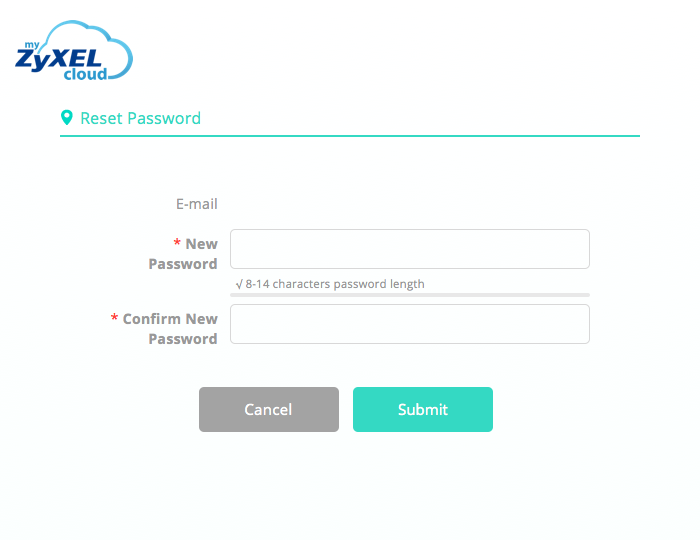 my
ZyXEL
cloud
Reset Password
E-mail
* New
Password
√ 8-14 characters password length
* Confirm New
Password
Cancel
Submit